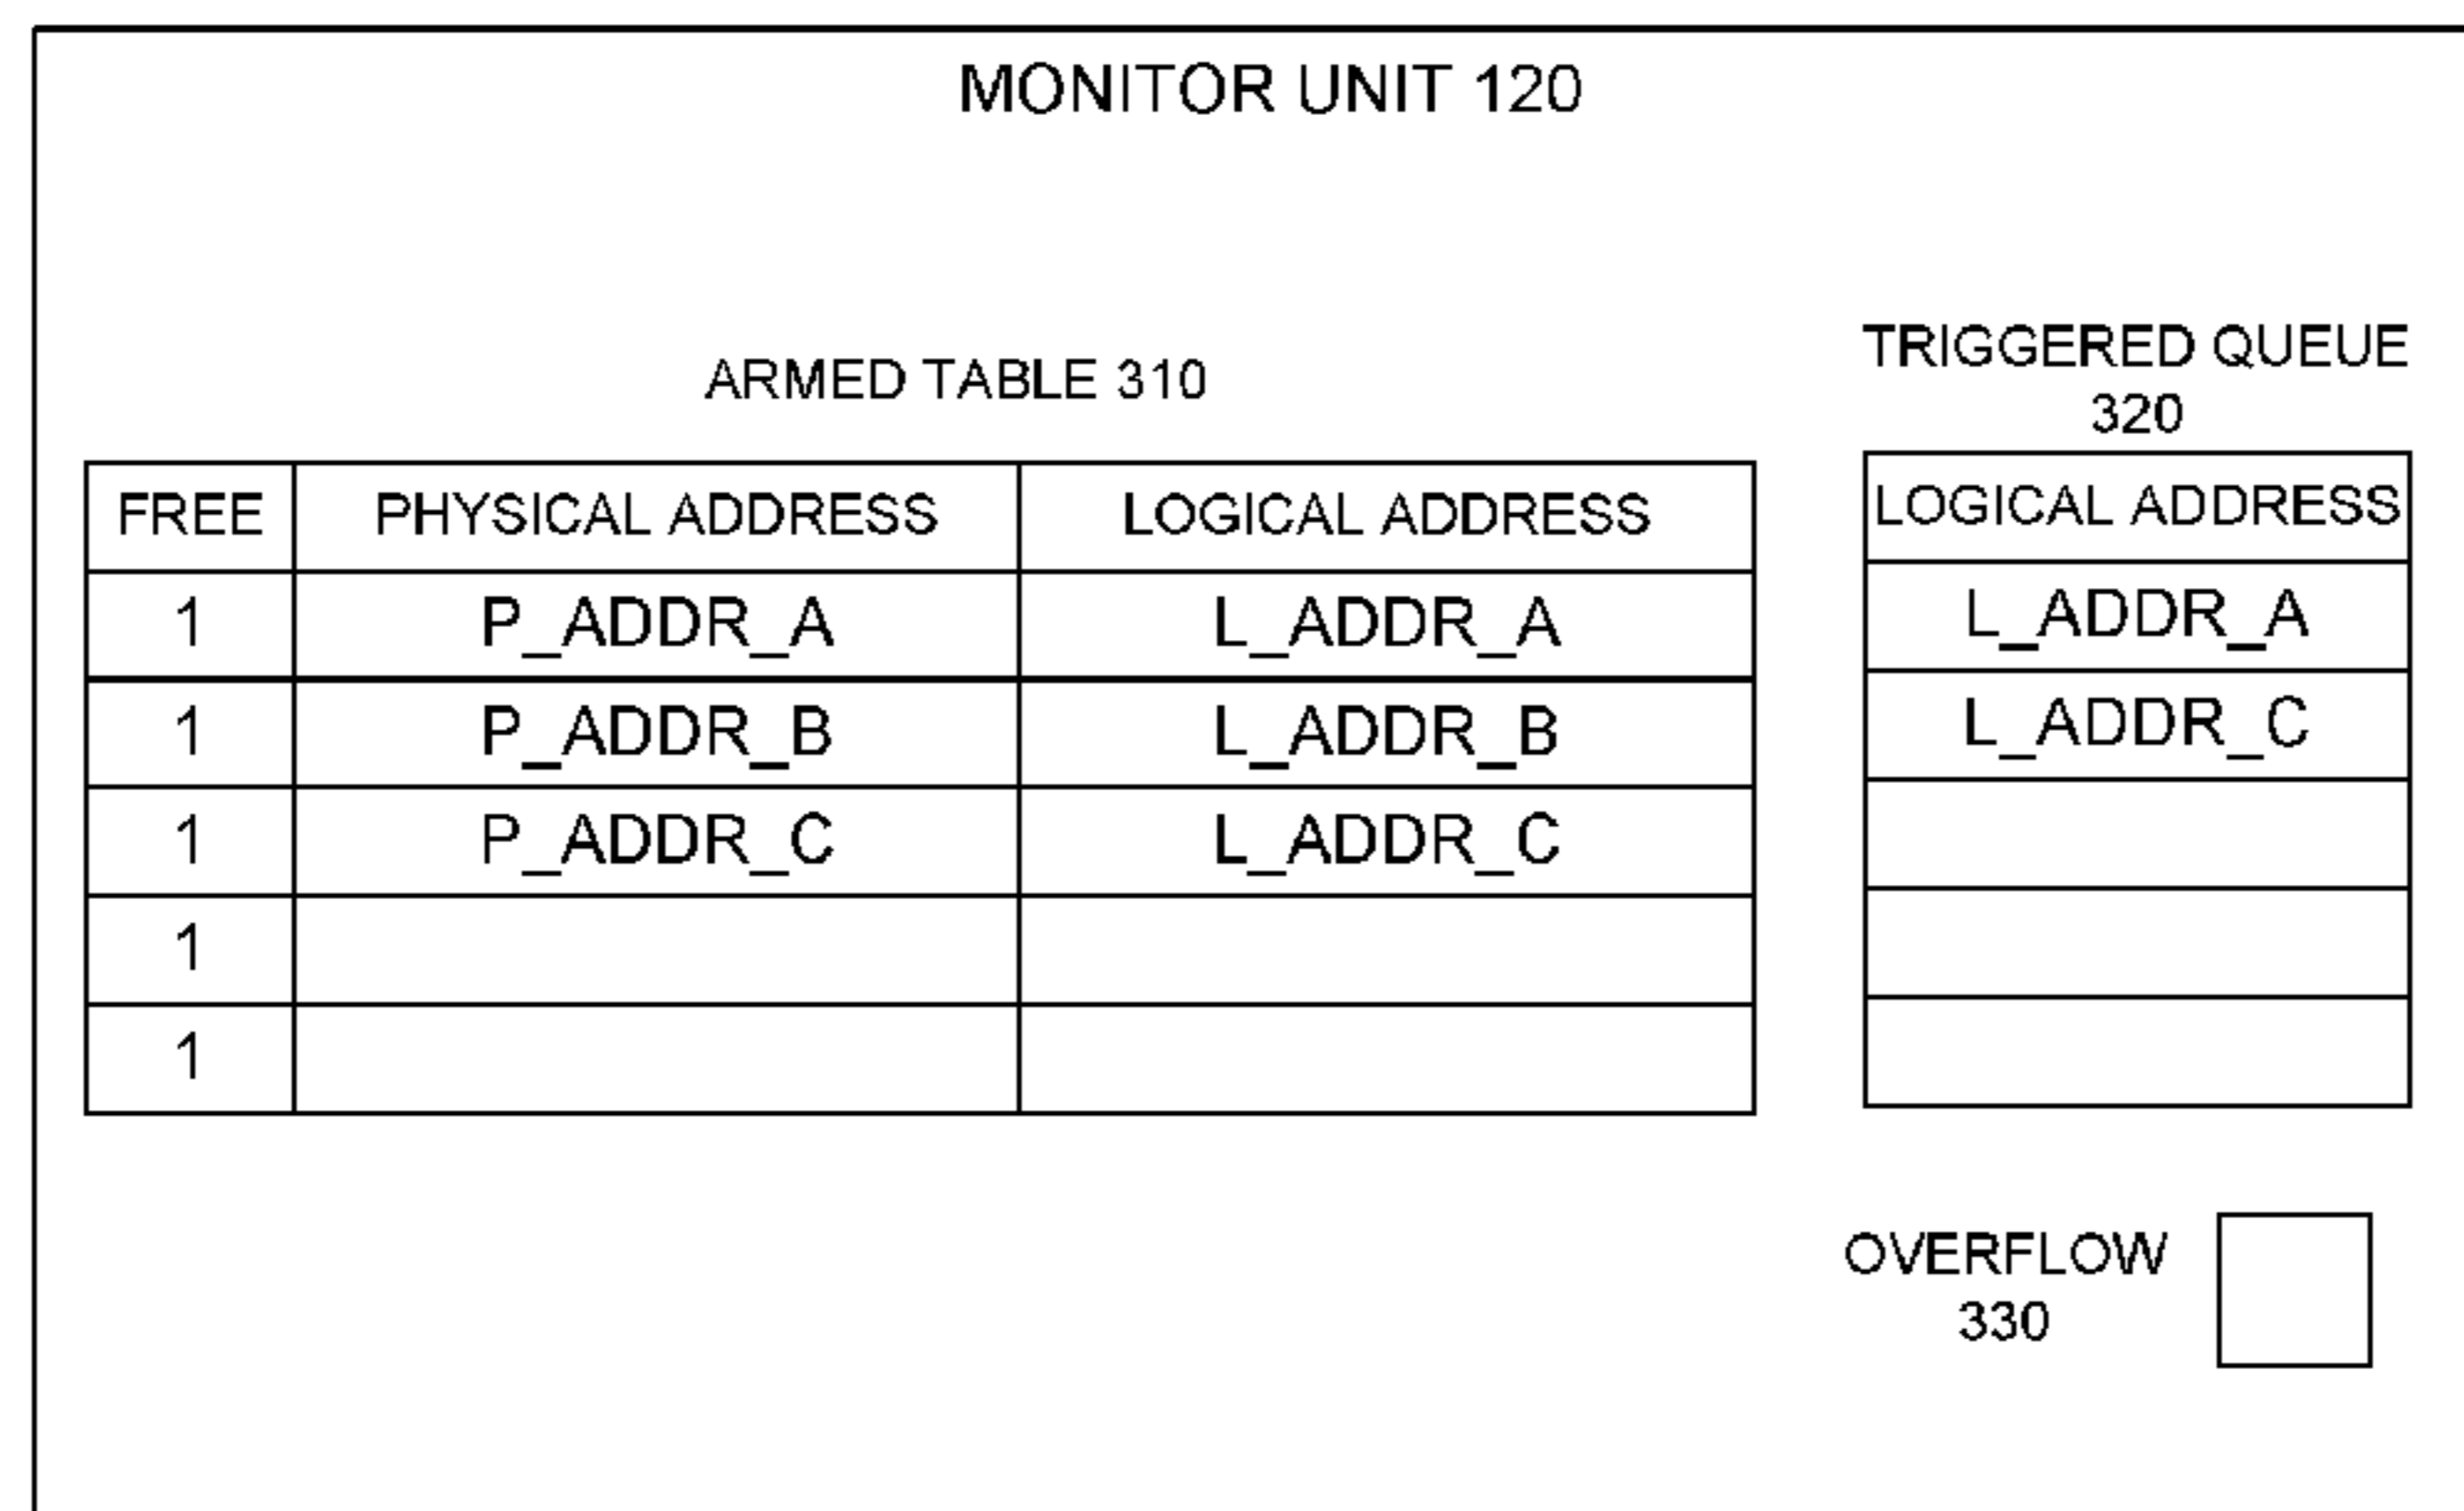 MONITOR UNIT 120
ARMED TABLE 310
TRIGGERED QUEUE
320
FREE PHYSICAL ADDRESS LOGICAL ADDRESS
1 P_ADDR_A L_ADDR_A
1 P_ADDR_B L_ADDR_B
1 P_ADDR_C L_ADDR_C
1
1
LOGICAL ADDRESS
L_ADDR_A
L_ADDR_C
OVERFLOW
330